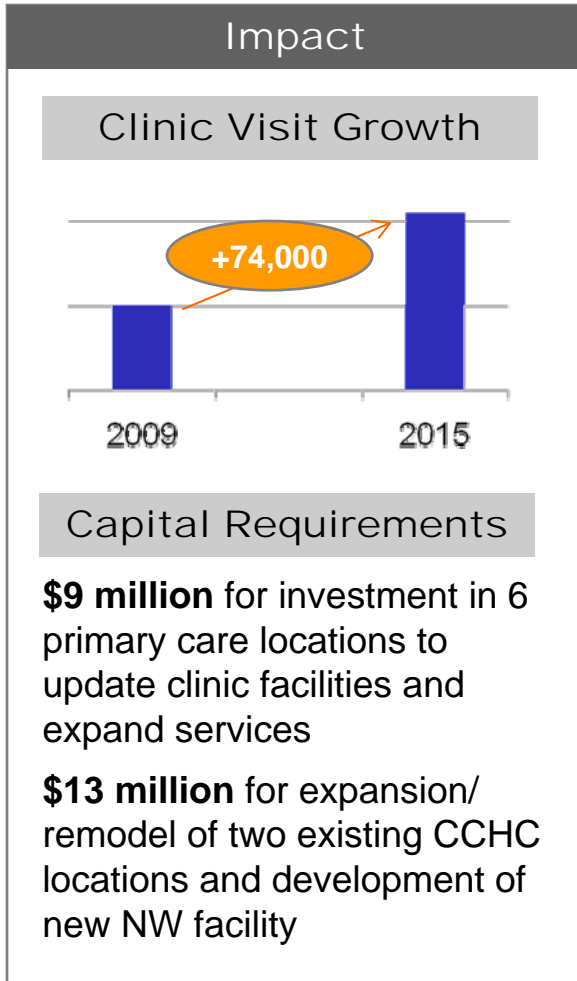 Impact
Clinic Visit Growth
+74,000
2009
2015
Capital Requirements
$9 million for investment in 6
primary care locations to
update clinic facilities and
expand services
$13 million for expansion/
remodel of two existing CCHC
locations and development of
new NW facility